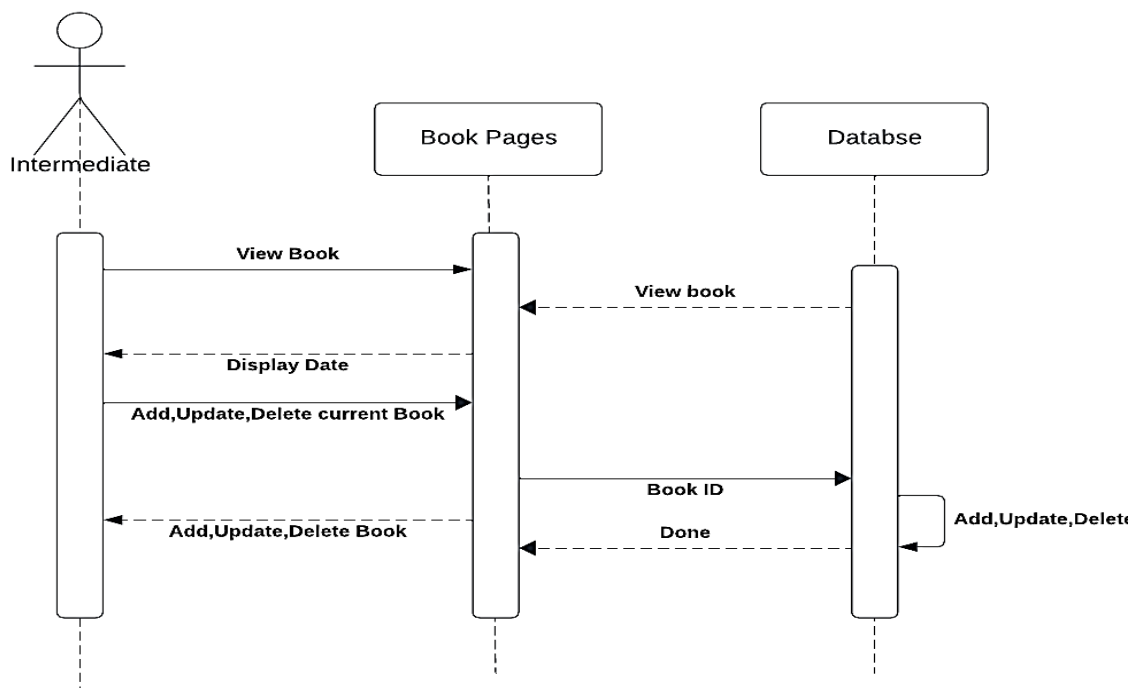 Intermediate
Book Pages
Databse
View Book
View book
Display Date
Add,Update,Delete current Book
Book ID
Add,Update,Delete
Add,Update,Delete Book
Done